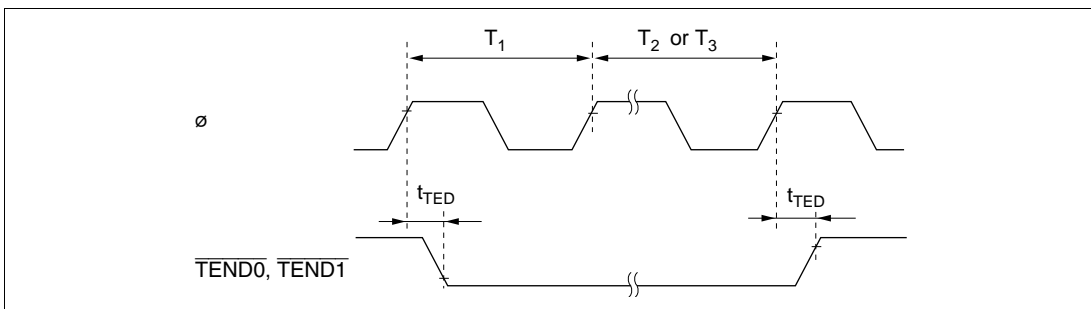 T1
T2 or T3
ø
tTED
tTED
TEND0, TEND1